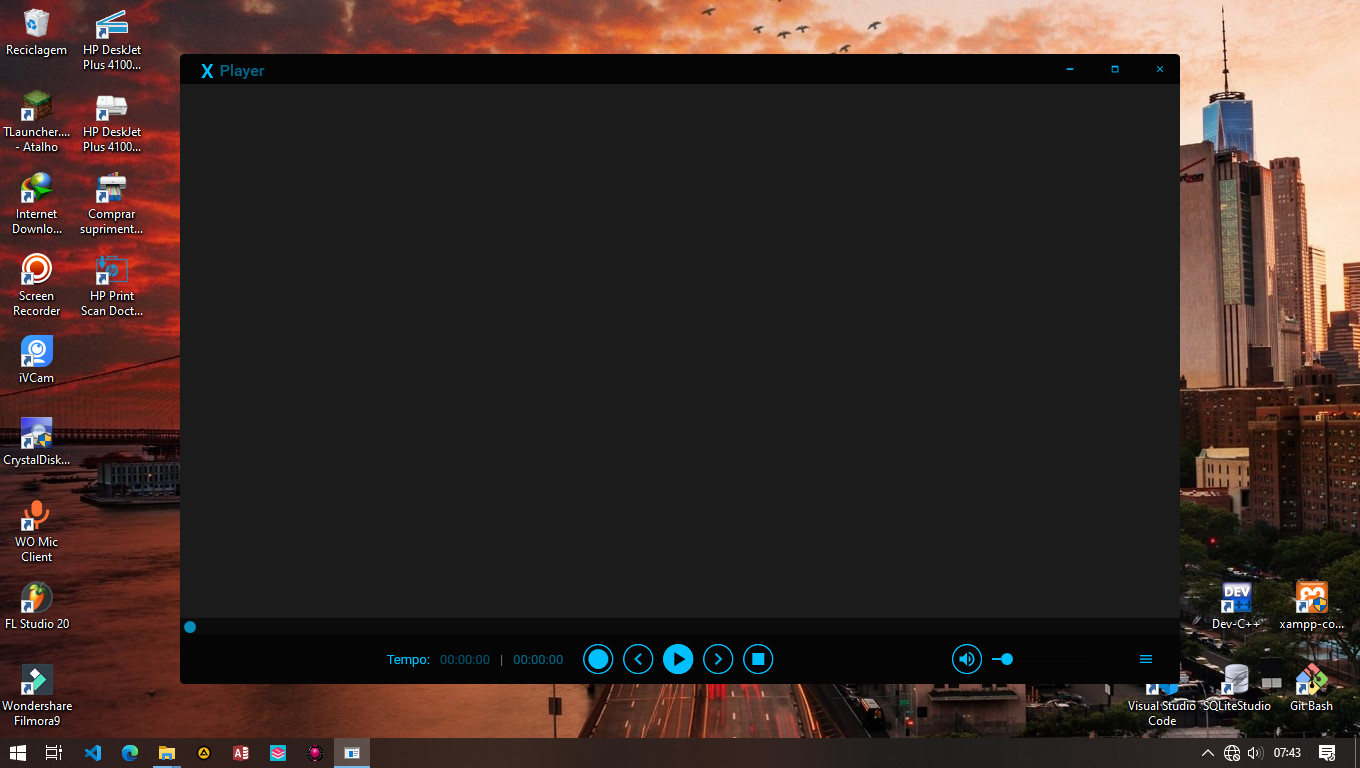 Reciclagem
HP DeskJet
Plus 4100...
TLauncher....
- Atalho
HP DeskJet
Plus 4100...
Internet
Downlo...
Comprar
supriment...
Screen
Recorder
HP Print
Scan Doct...
iVCam
CrystalDisk...
WO Mic
Client
FL Studio 20
Wondershare
Filmora9
X Player
Tempo: 00:00:00 | 00:00:00
DEV
Dev-C++
xampp-co...
Visual Studio
Code
SQLiteStudio
Git Bash
07:43